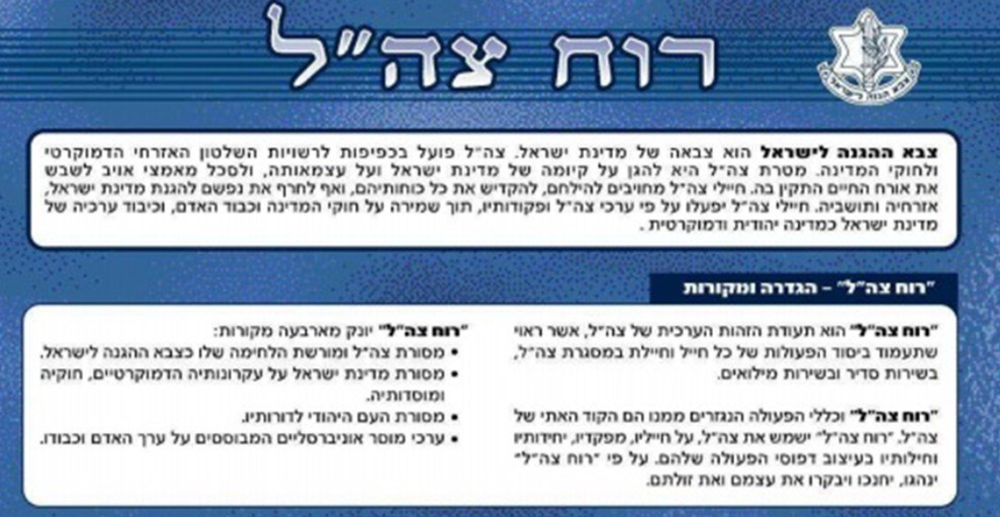 רוח צה"ל
צבא הגנה לישראל
צבא ההגנה לישראל הוא צבאה של מדינת ישראל. צה"ל פועל בכפיפות לרשויות השלטון האזרחי הדמוקרטי
ולחוקי המדינה. מטרת צה"ל היא להגן על קיומה של מדינת ישראל ועל עצמאותה, ולסכל מאמצי אויב לשבש
את אורח החיים התקין בה. חיילי צה"ל מחויבים להילחם, להקדיש את כל כוחותיהם, ואף לחרף את נפשם להגנת מדינת ישראל,
אזרחיה ותושביה. חיילי צה"ל יפעלו על פי ערכי צה"ל ופקודותיו, תוך שמירה על חוקי המדינה וכבוד האדם, וכיבוד ערכיה של
מדינת ישראל כמדינה יהודית ודמוקרטית .
"רוח צה"ל" – הגדרה ומקורות
"רוח צה"ל" הוא תעודת הזהות הערכית של צה"ל, אשר ראוי
שתעמוד ביסוד הפעולות של כל חייל וחיילת במסגרת צה"ל,
בשירות סדיר ובשירות מילואים.
"רוח צה"ל" וכללי הפעולה הנגזרים ממנו הם הקוד האתי של
צה"ל. "רוח צה"ל" ישמש את צה"ל, על חייליו, מפקדיו, יחידותיו
וחילותיו בעיצוב דפוסי הפעולה שלהם. על פי "רוח צה"ל"
ינהגו, יחנכו ויבקרו את עצמם ואת זולתם.
"רוח צה"ל" יונק מארבעה מקורות:
• מסורת צה"ל ומורשת הלחימה שלו כצבא ההגנה לישראל.
• מסורת מדינת ישראל על עקרונותיה הדמוקרטיים, חוקיה
ומוסדותיה.
• מסורת העם היהודי לדורותיו.
• ערכי מוסר אוניברסליים המבוססים על ערך האדם וכבודו.